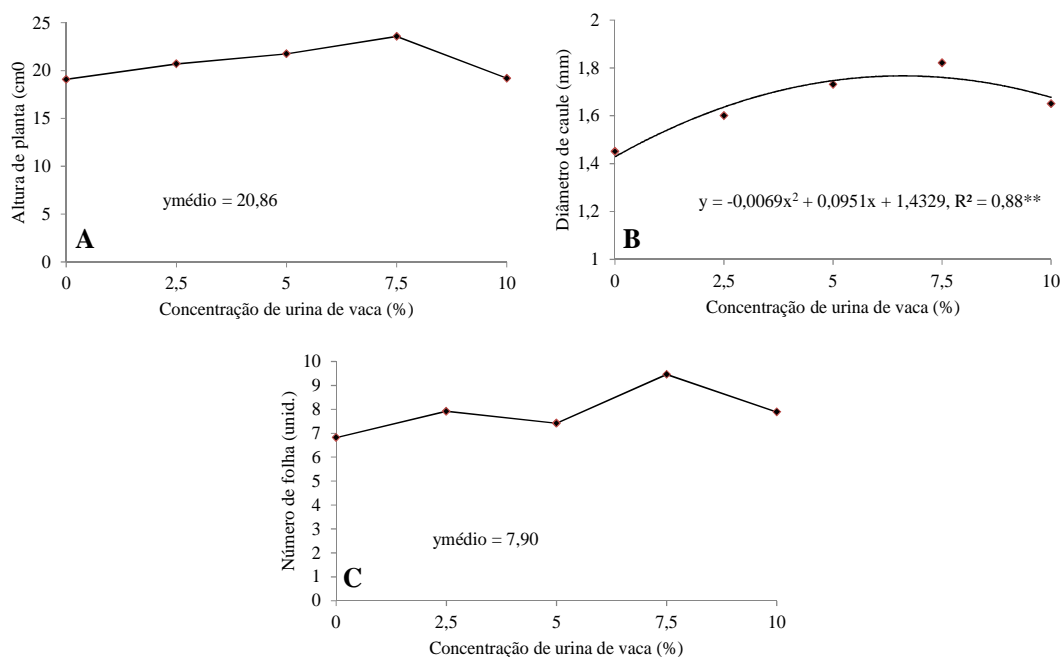 Altura de planta (cm0
25
20
15
10
5
0
ymédio = 20,86
A
0 2,5 5 7,5 10
Concentração de urina de vaca (%)
Diâmetro de caule (mm)
2
1,8
1,6
1,4
1,2
1
y = -0,0069x² + 0,0951x + 1,4329, R² = 0,88**
B
0 2,5 5 7,5 10
Concentração de urina de vaca (%)
Número de folha (unid.)
10
9
8
7
6
5
4
3
2
1
0
ymédio = 7,90
C
0 2,5 5 7,5 10
Concentração de urina de vaca (%)